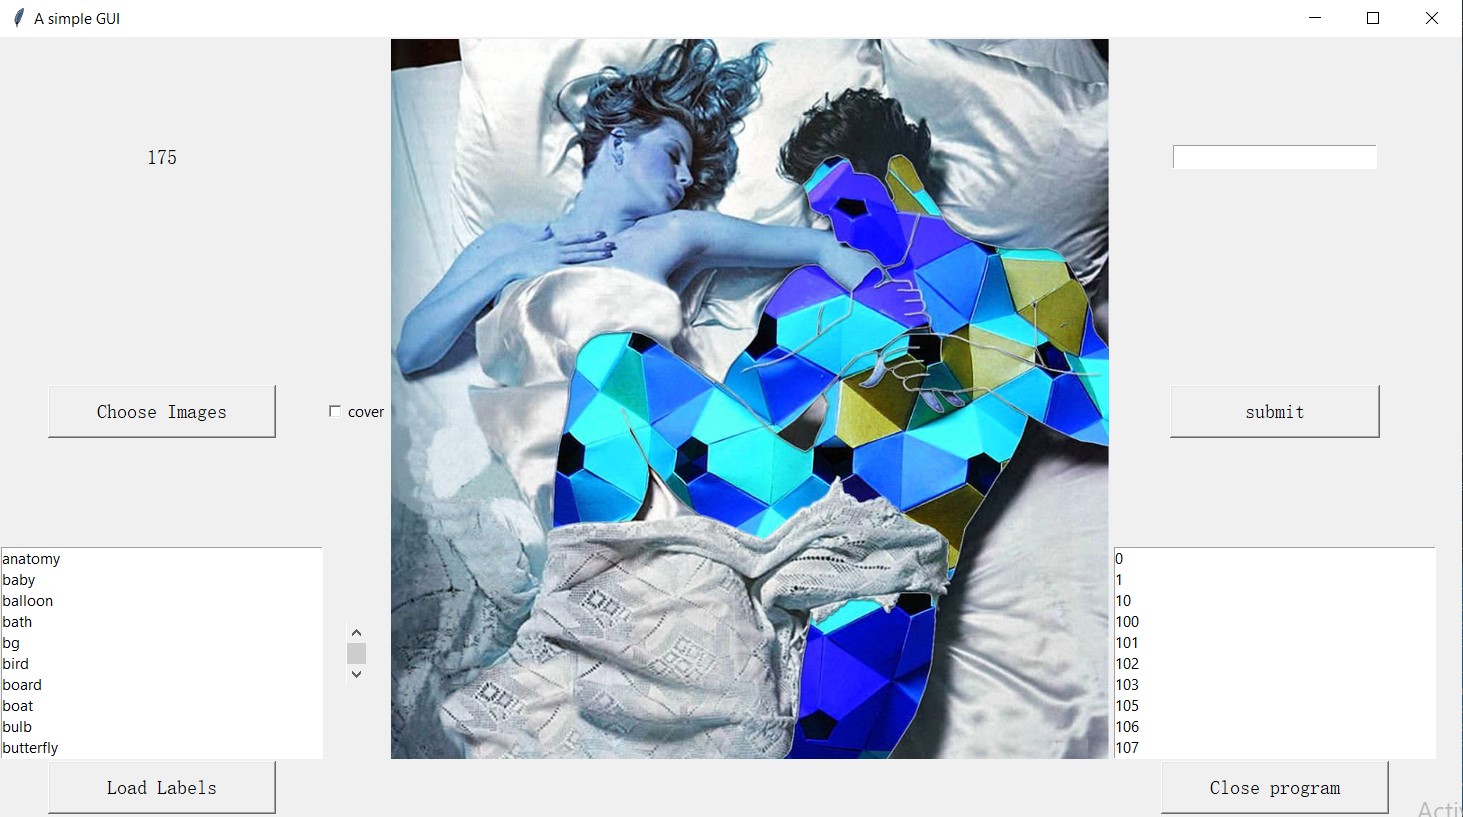 A simple GUI
175
Choose Images
cover
submit
anatomy
baby
balloon
bath
bg
bird
board
boat
bulb
butterfly
0
1
10
100
101
102
103
105
106
107
Load Labels
Close program
Activ